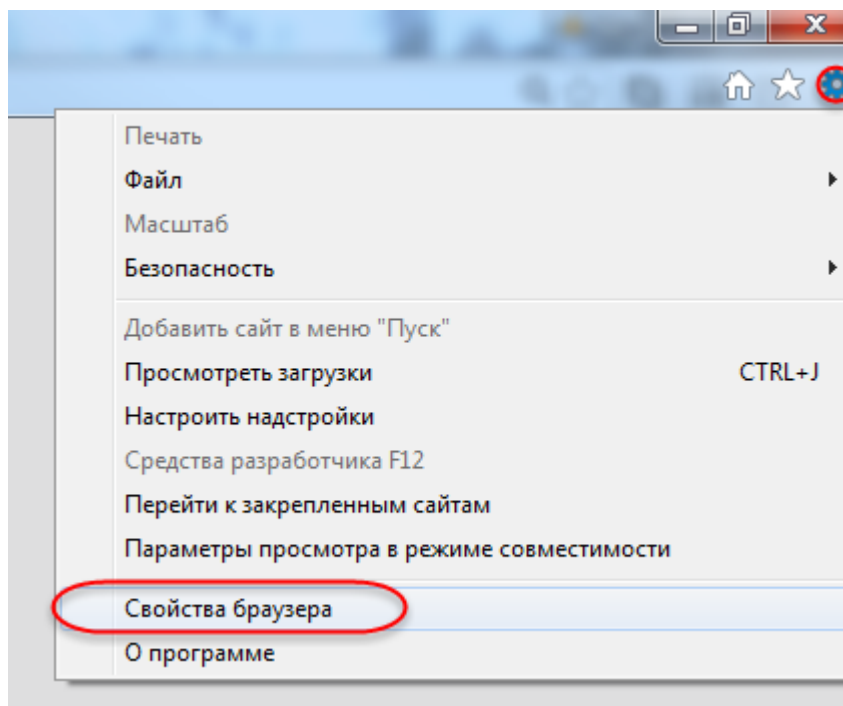 Печать
Файл
Масштаб
Безопасность
Добавить сайт в меню "Пуск"
Просмотреть загрузки CTRL+J
Настроить надстройки
Средства разработчика F12
Перейти к закрепленным сайтам
Параметры просмотра в режиме совместимости
Свойства браузера
О программе